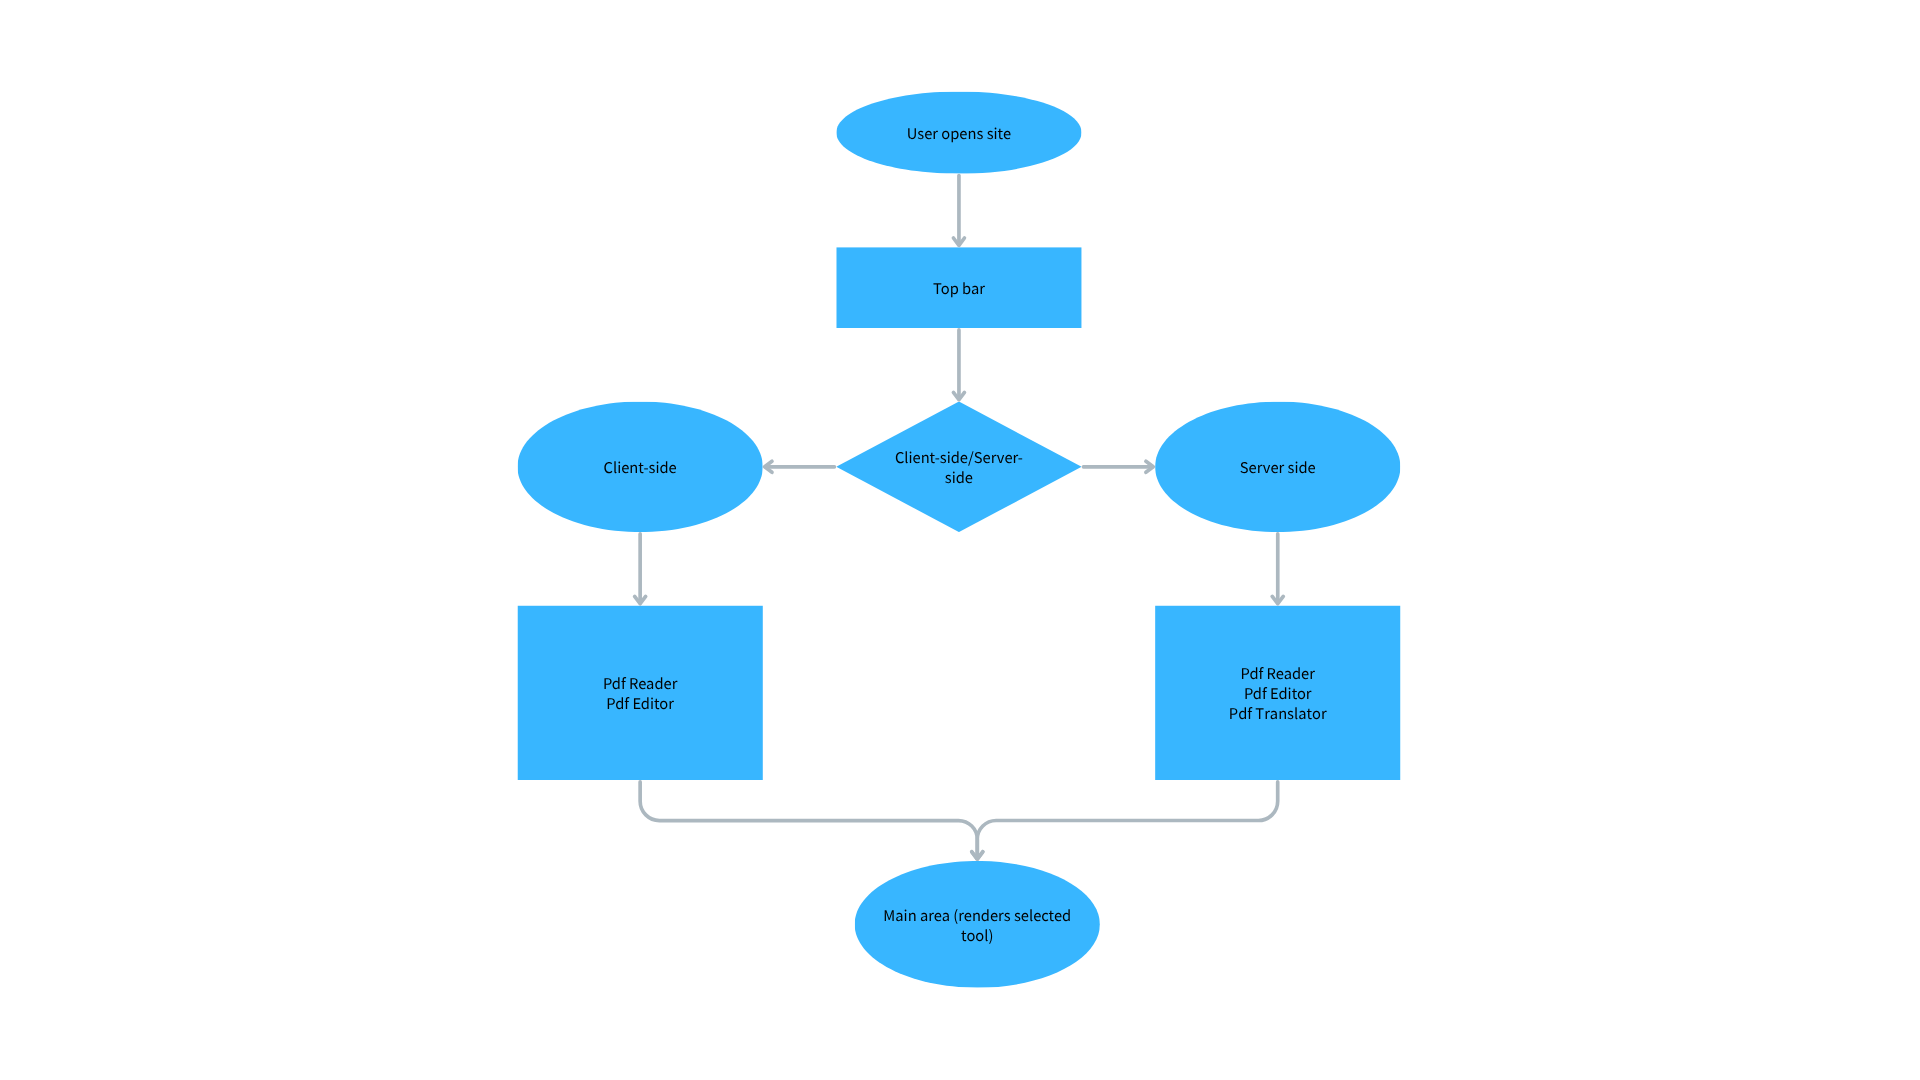 User opens site
Top bar
Client-side
Client-side/Server-
side
Server side
Pdf Reader
Pdf Editor
Pdf Reader
Pdf Editor
Pdf Translator
Main area (renders selected
tool)